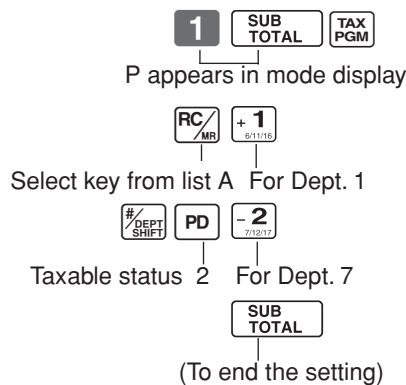 1 SUB TOTAL TAX PGM
P appears in mode display
RC/MR + 1 6/11/16
Select key from list A For Dept. 1
#/DEPT SHIFT PD - 2 7/12/17
Taxable status 2 For Dept. 7
SUB TOTAL
(To end the setting)